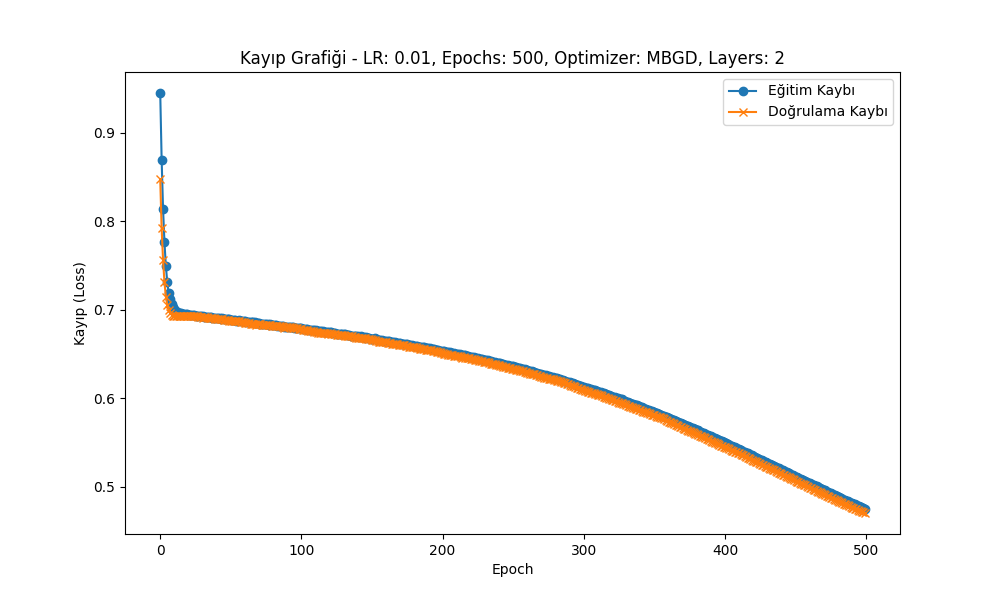 Kayıp Grafiği - LR: 0.01, Epochs: 500, Optimizer: MBGD, Layers: 2
Eğitim Kaybı
Doğrulama Kaybı
Kayıp (Loss)
0.9
0.8
0.7
0.6
0.5
0 100 200 300 400 500
Epoch